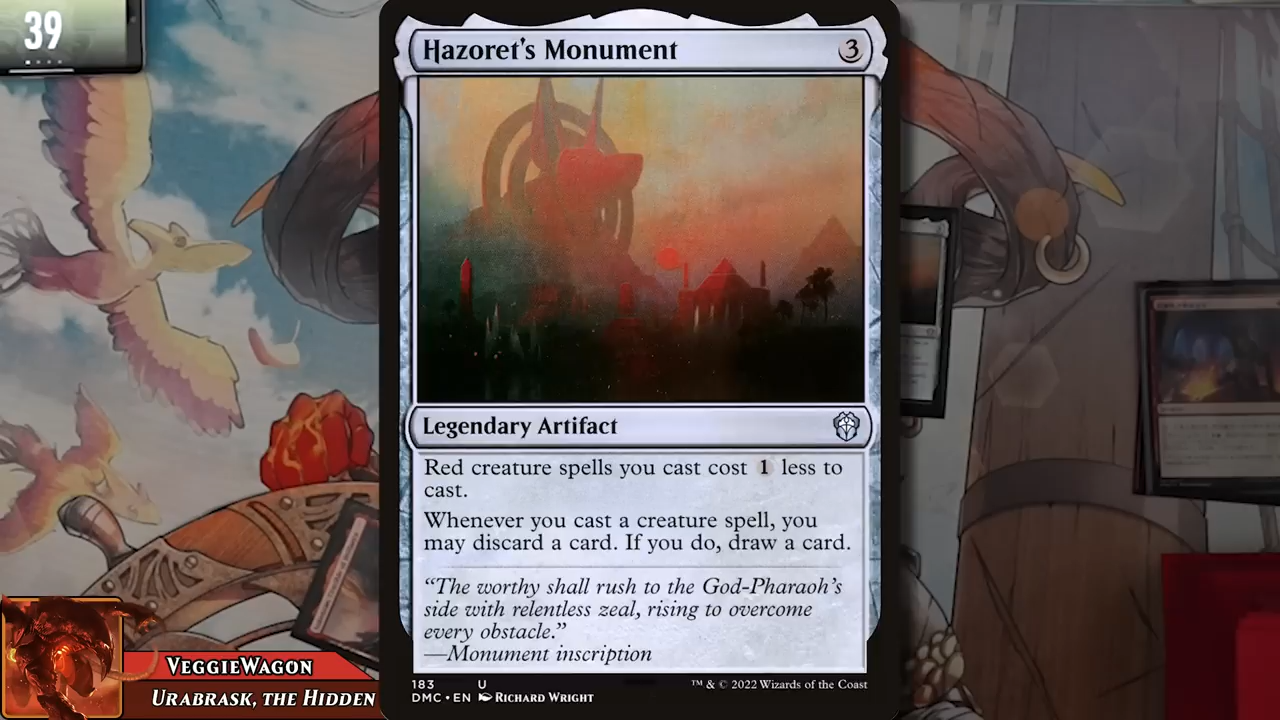 39
Hazoret's Monument
3
Legendary Artifact
Red creature spells you cast cost 1 less to
cast.
Whenever you cast a creature spell, you
may discard a card. If you do, draw a card.
“The worthy shall rush to the God-Pharaoh’s
side with relentless zeal, rising to overcome
every obstacle.”
—Monument inscription
183 U
DMC • EN Richard Wright
™ & © 2022 Wizards of the Coast
VeggieWagon
Urabrask, the Hidden